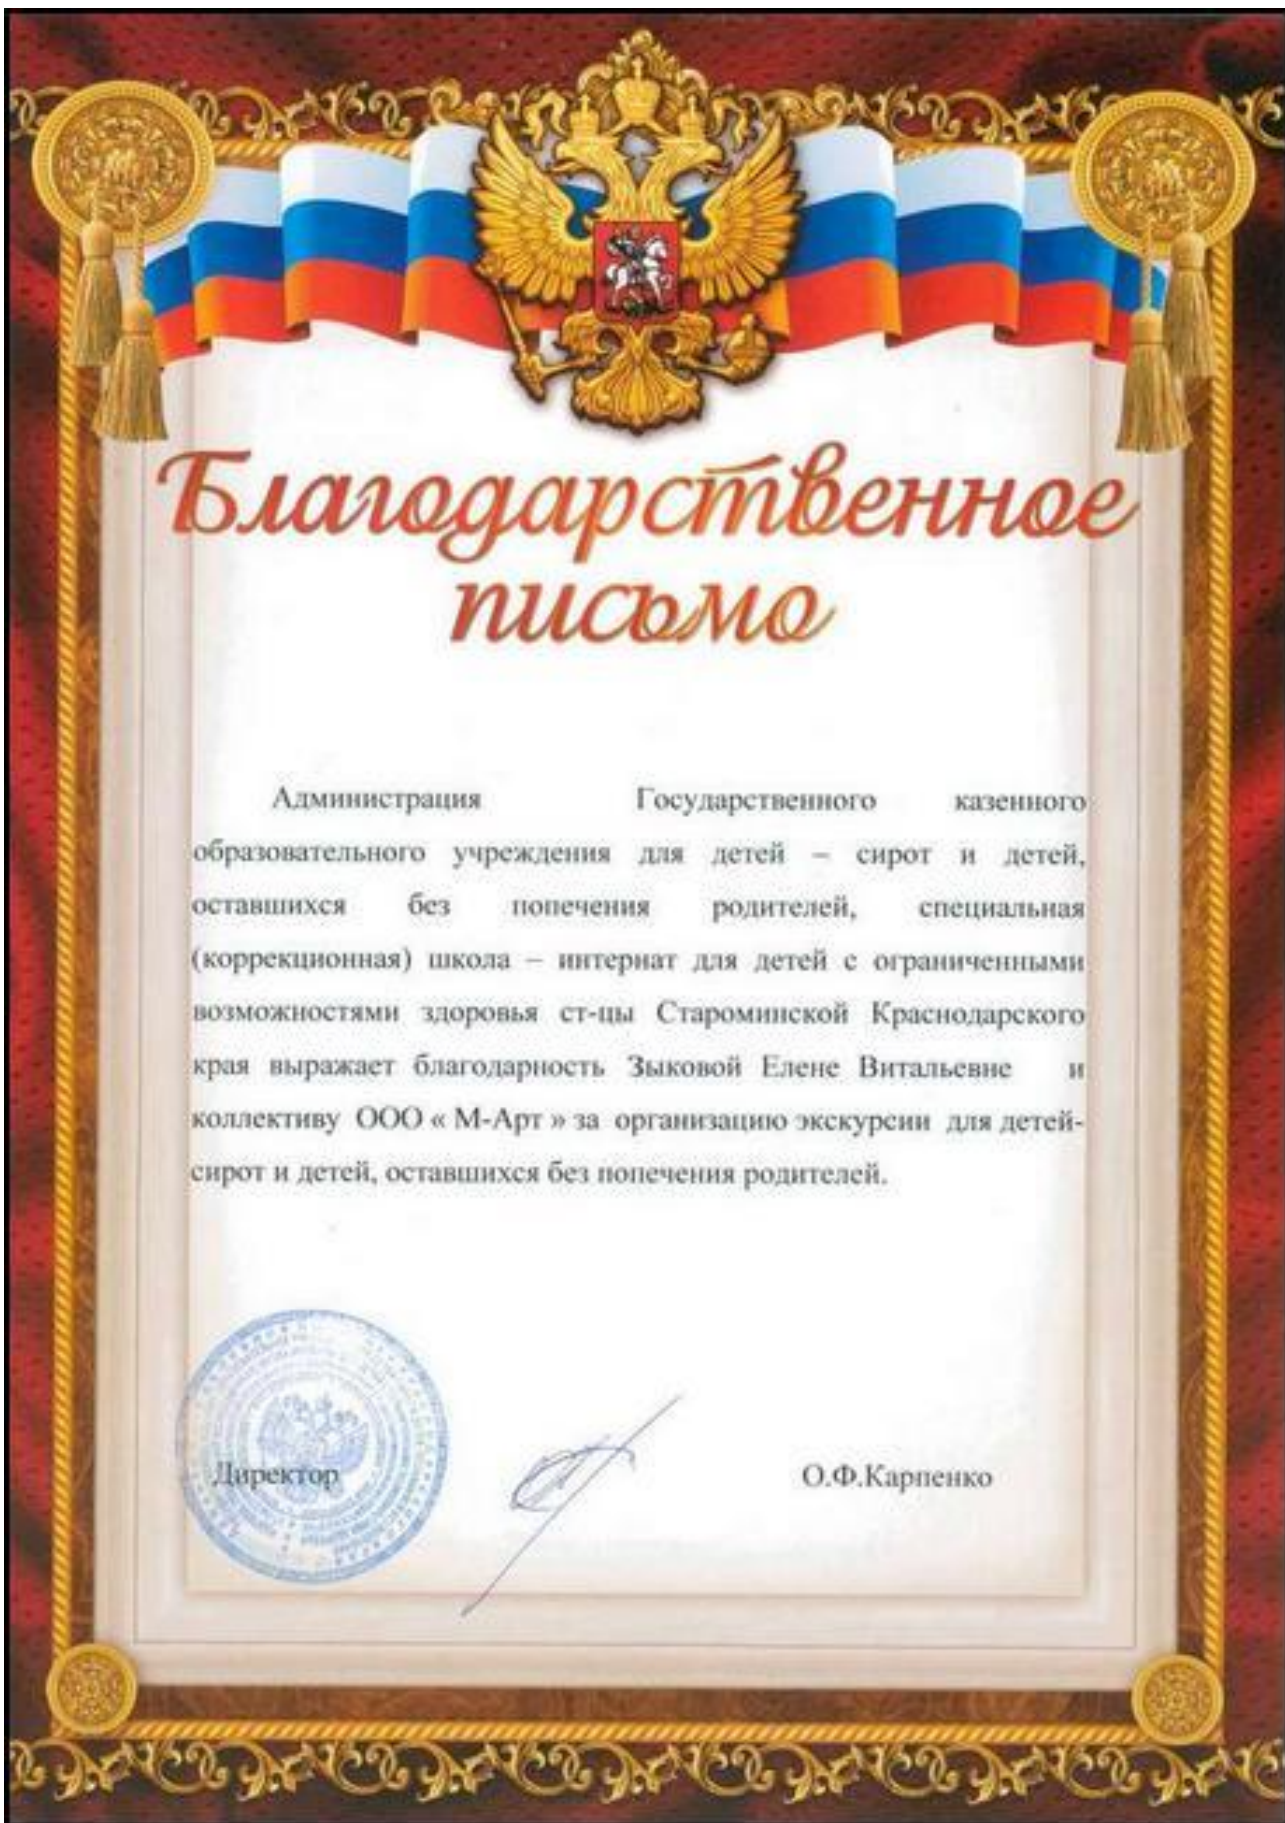 Благодарственное
письмо
Администрация Государственного казенного
образовательного учреждения для детей – сирот и детей,
оставшихся без попечения родителей, специальная
(коррекционная) школа – интернат для детей с ограниченными
возможностями здоровья ст-цы Староминской Краснодарского
края выражает благодарность Зыковой Елене Витальевне и
коллективу ООО « М-Арт » за организацию экскурсии для детей-
сирот и детей, оставшихся без попечения родителей.
Директор О.Ф.Карпенко